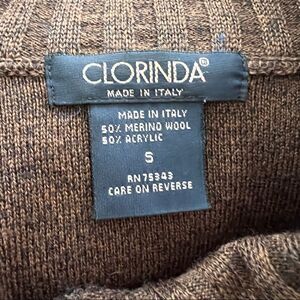 CLORINDA®
MADE IN ITALY
MADE IN ITALY
50% MERINO WOOL
50% ACRYLIC
S
RN 75343
CARE ON REVERSE